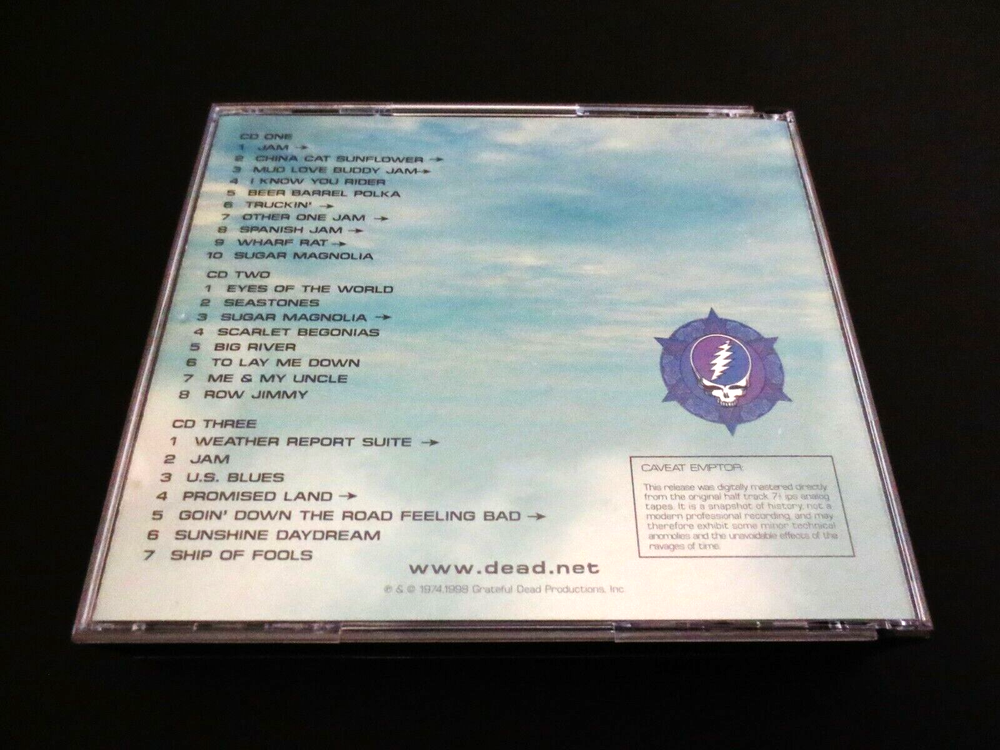 CD ONE
1 JAM →
2 CHINA CAT SUNFLOWER →
3 MUD LOVE BUDDY JAM→
4 I KNOW YOU RIDER
5 BEER BARREL POLKA
6 TRUCKIN' →
7 OTHER ONE JAM →
8 SPANISH JAM →
9 WHARF RAT →
10 SUGAR MAGNOLIA
CD TWO
1 EYES OF THE WORLD
2 SEASTONES
3 SUGAR MAGNOLIA →
4 SCARLET BEGONIAS
5 BIG RIVER
6 TO LAY ME DOWN
7 ME & MY UNCLE
8 ROW JIMMY
CD THREE
1 WEATHER REPORT SUITE →
2 JAM
3 U.S. BLUES
4 PROMISED LAND →
5 GOIN' DOWN THE ROAD FEELING BAD →
6 SUNSHINE DAYDREAM
7 SHIP OF FOOLS
CAVEAT EMPTOR:
This release was digitally mastered directly
from the original half track 7½ ips analog
tapes. It is a snapshot of history, not a
modern professional recording, and may
therefore exhibit some minor technical
anomolies and the unavoidable effects of the
ravages of time.
www.dead.net
℗ & © 1974,1998 Grateful Dead Productions, Inc.